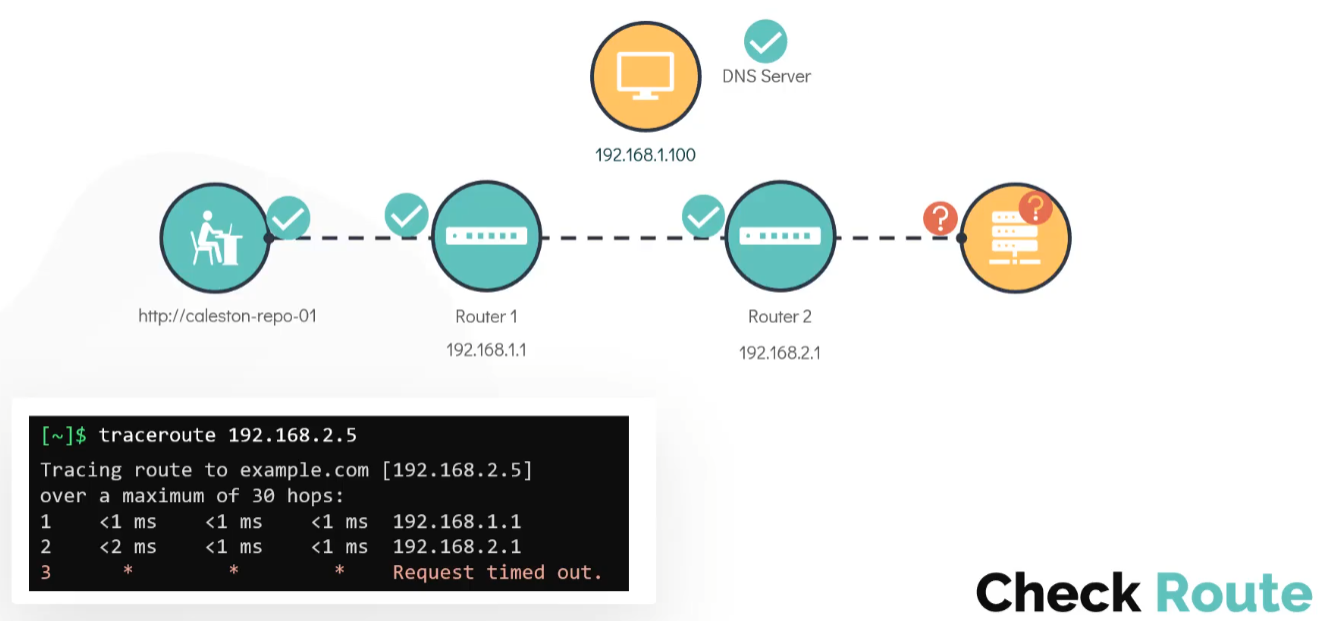 DNS Server
192.168.1.100
?
?
http://caleston-repo-01
Router 1
192.168.1.1
Router 2
192.168.2.1
[~]$ traceroute 192.168.2.5
Tracing route to example.com [192.168.2.5]
over a maximum of 30 hops:
1 <1 ms <1 ms <1 ms 192.168.1.1
2 <2 ms <1 ms <1 ms 192.168.2.1
3 * * * Request timed out.
Check Route